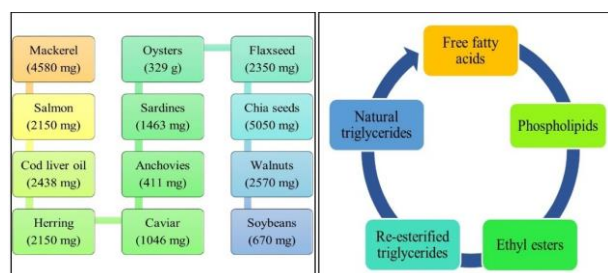 Mackerel
(4580 mg)
Salmon
(2150 mg)
Cod liver oil
(2438 mg)
Herring
(2150 mg)
Oysters
(329 g)
Sardines
(1463 mg)
Anchovies
(411 mg)
Caviar
(1046 mg)
Flaxseed
(2350 mg)
Chia seeds
(5050 mg)
Walnuts
(2570 mg)
Soybeans
(670 mg)
Free fatty
acids
Phospholipids
Ethyl esters
Re-esterified
triglycerides
Natural
triglycerides